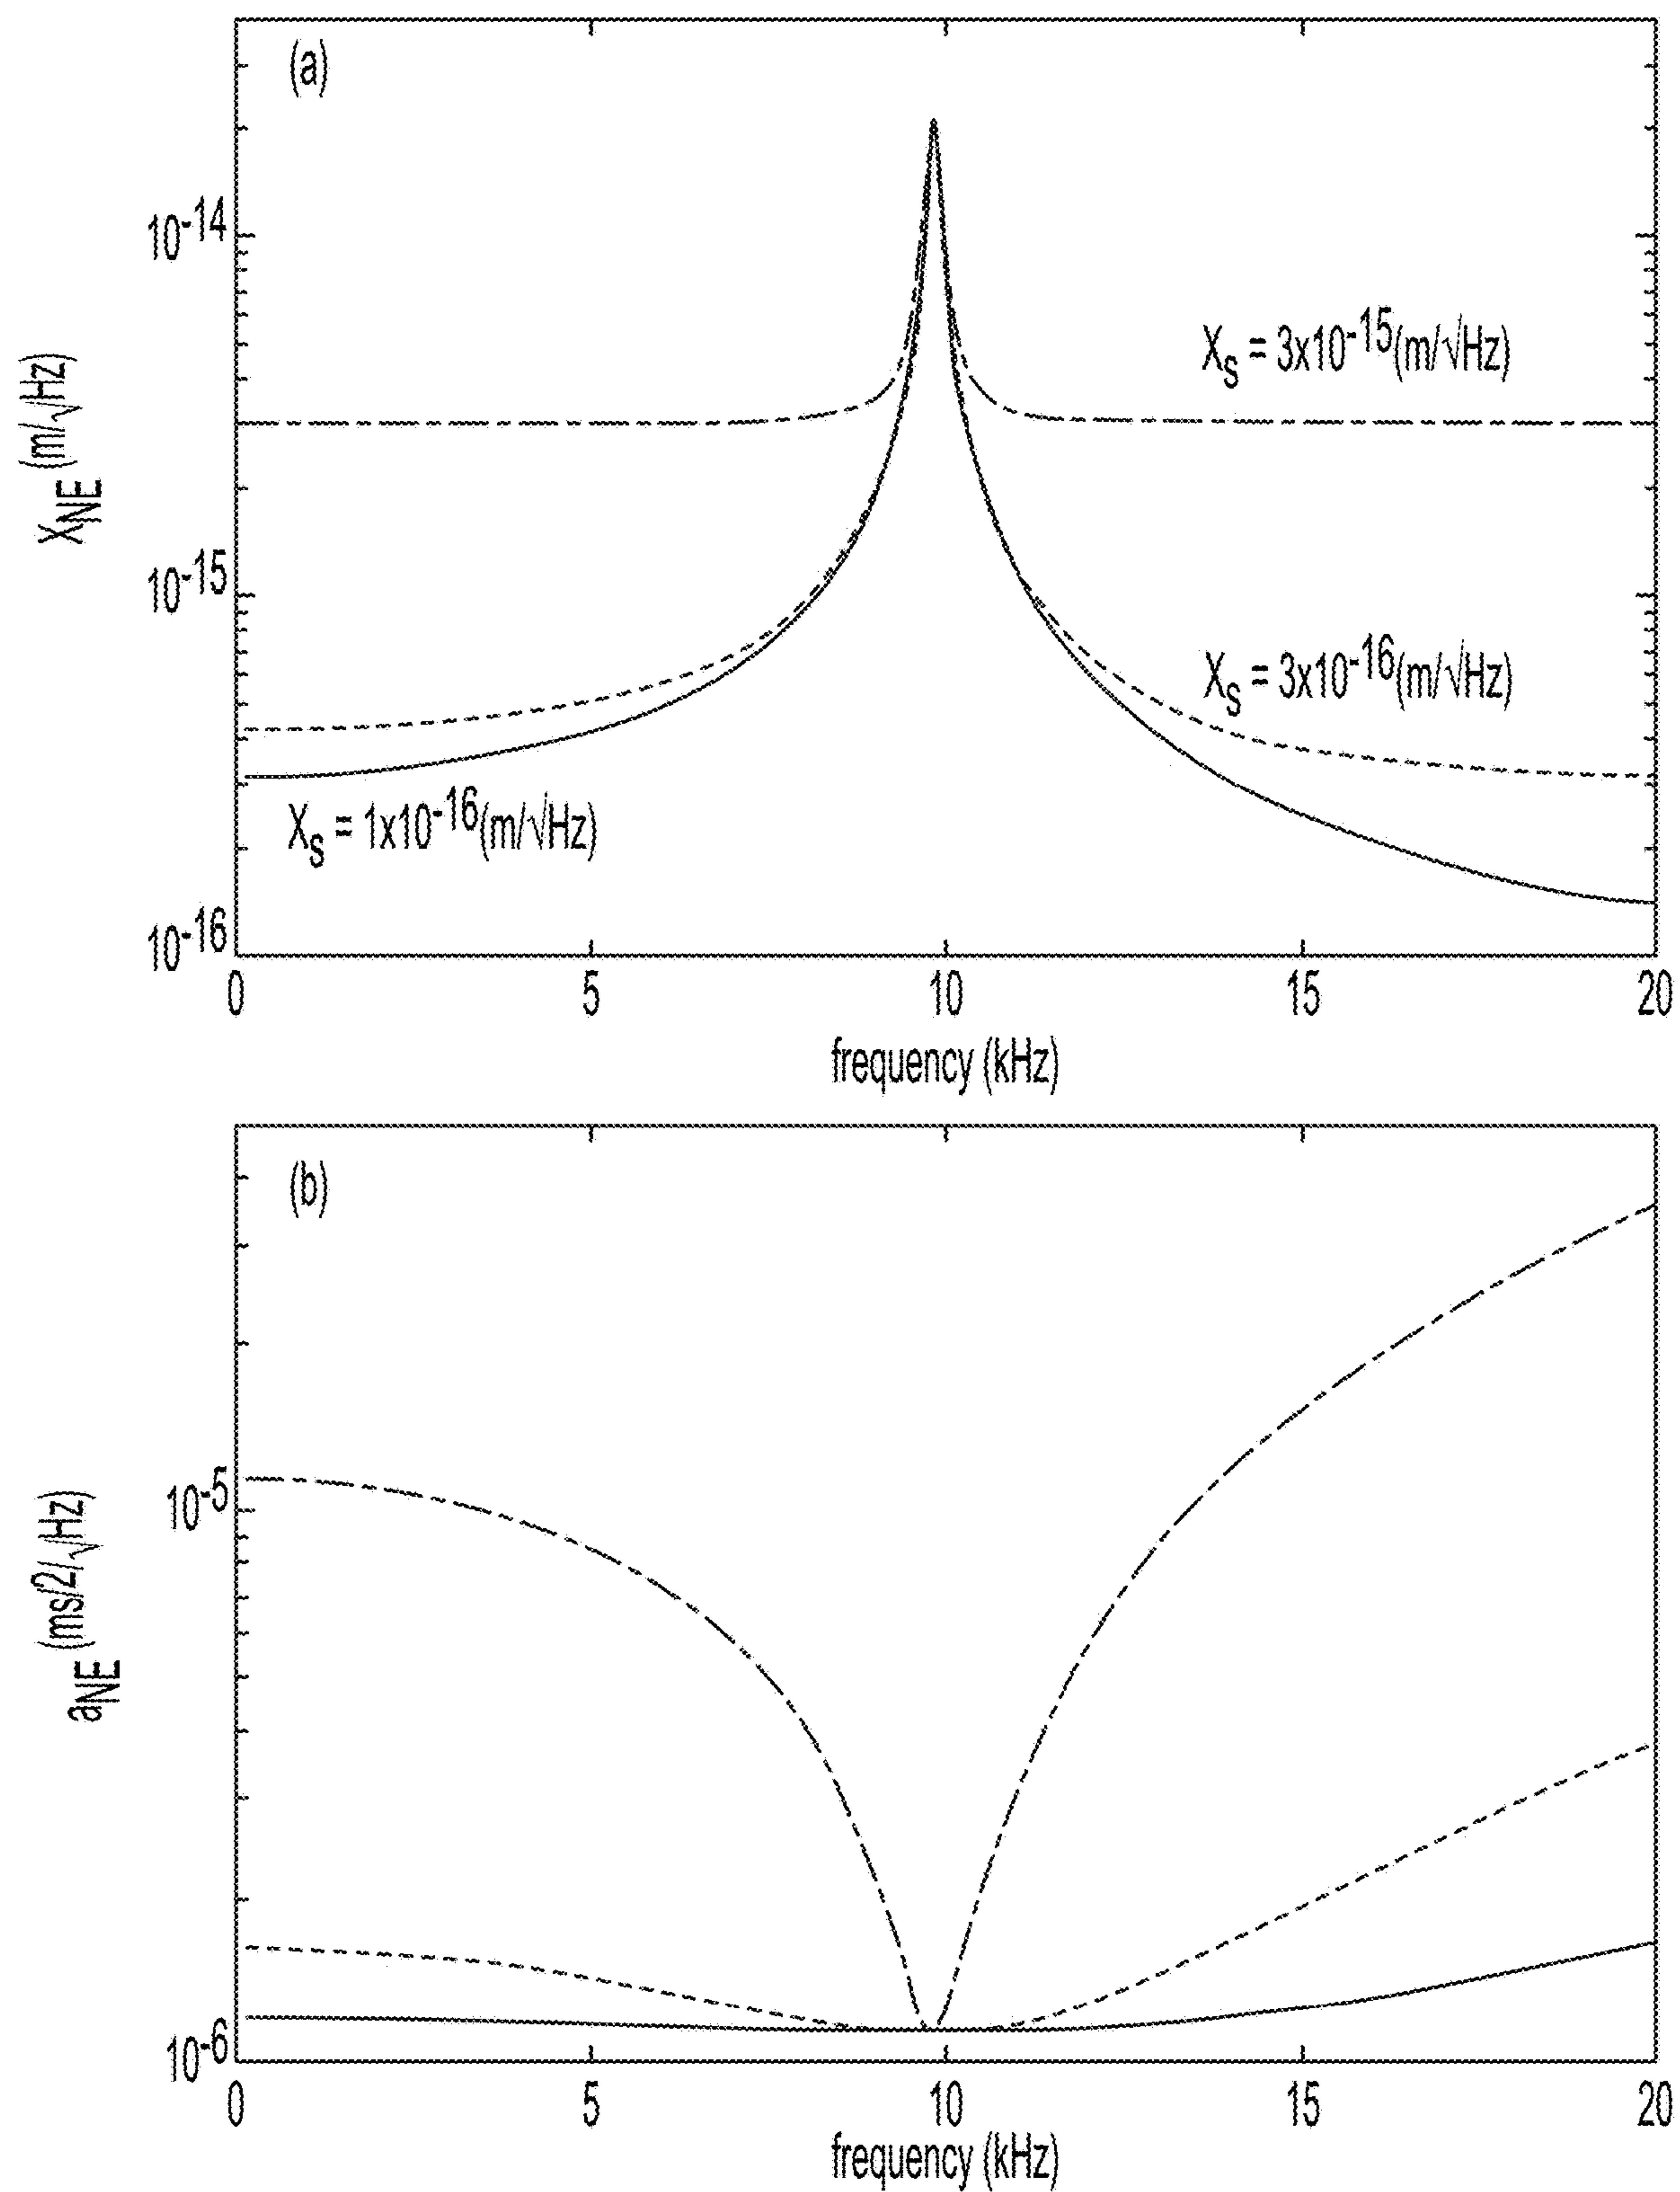 (a)
10-14
10-15
10-16
XNE (m/√Hz)
Xs = 3x10-15(m/√Hz)
Xs = 3x10-16(m/√Hz)
Xs = 1x10-16(m/√Hz)
0 5 10 15 20
frequency (kHz)
(b)
10-5
10-6
aNE (ms/2/√Hz)
0 5 10 15 20
frequency (kHz)